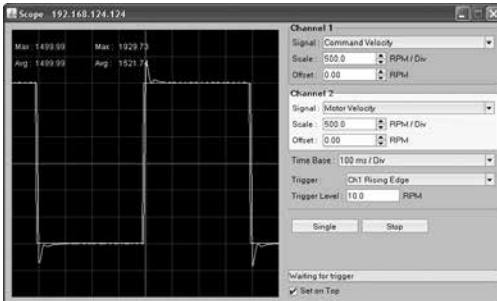 Scope 192.168.124.124
Max : 1499.99 Max : 1929.73
Avg : 1499.99 Avg : 1521.74
Channel 1
Signal : Command Velocity
Scale : 500.0 RPM / Div
Offset : 0.00 RPM
Channel 2
Signal : Motor Velocity
Scale : 500.0 RPM / Div
Offset : 0.00 RPM
Time Base : 100 ms / Div
Trigger : Ch1 Rising Edge
Trigger Level : 10.0 RPM
Single Stop
Waiting for trigger
Set on Top